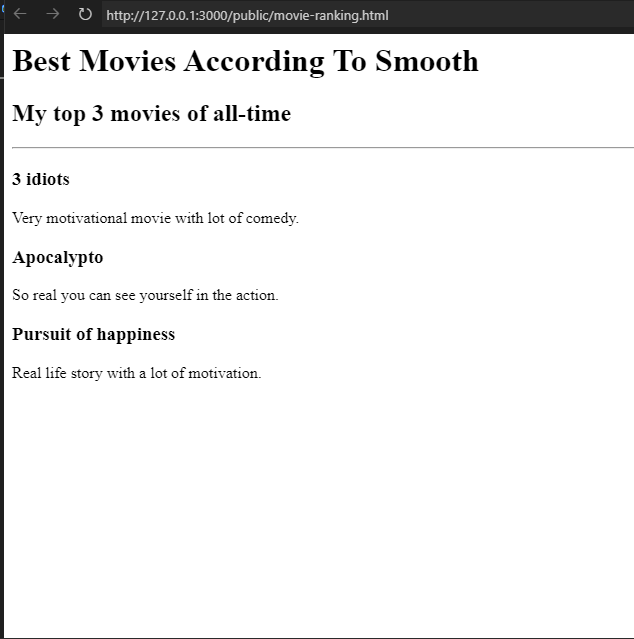 http://127.0.0.1:3000/public/movie-ranking.html
Best Movies According To Smooth
My top 3 movies of all-time
3 idiots
Very motivational movie with lot of comedy.
Apocalypto
So real you can see yourself in the action.
Pursuit of happiness
Real life story with a lot of motivation.